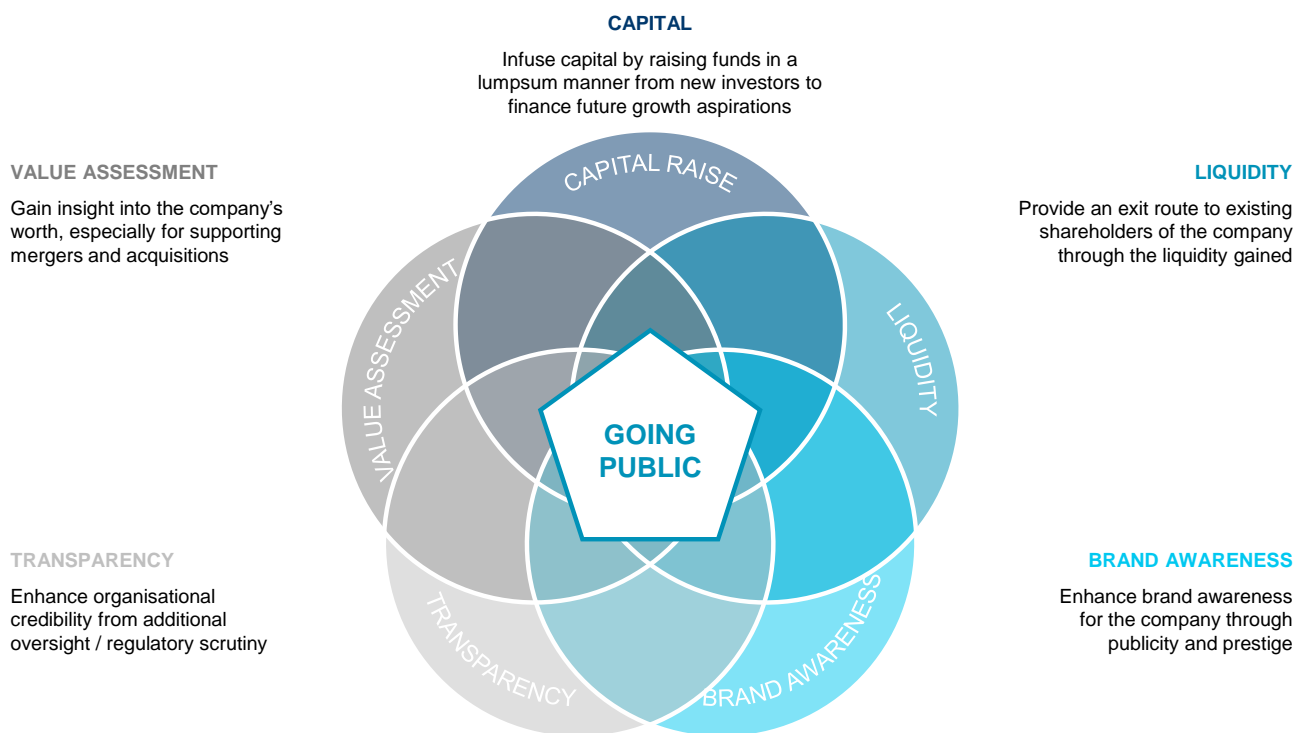 CAPITAL
Infuse capital by raising funds in a
lumpsum manner from new investors to
finance future growth aspirations
VALUE ASSESSMENT
Gain insight into the company's
worth, especially for supporting
mergers and acquisitions
LIQUIDITY
Provide an exit route to existing
shareholders of the company
through the liquidity gained
CAPITAL RAISE
VALUE ASSESSMENT
LIQUIDITY
GOING
PUBLIC
TRANSPARENCY
BRAND AWARENESS
TRANSPARENCY
Enhance organisational
credibility from additional
oversight / regulatory scrutiny
BRAND AWARENESS
Enhance brand awareness
for the company through
publicity and prestige